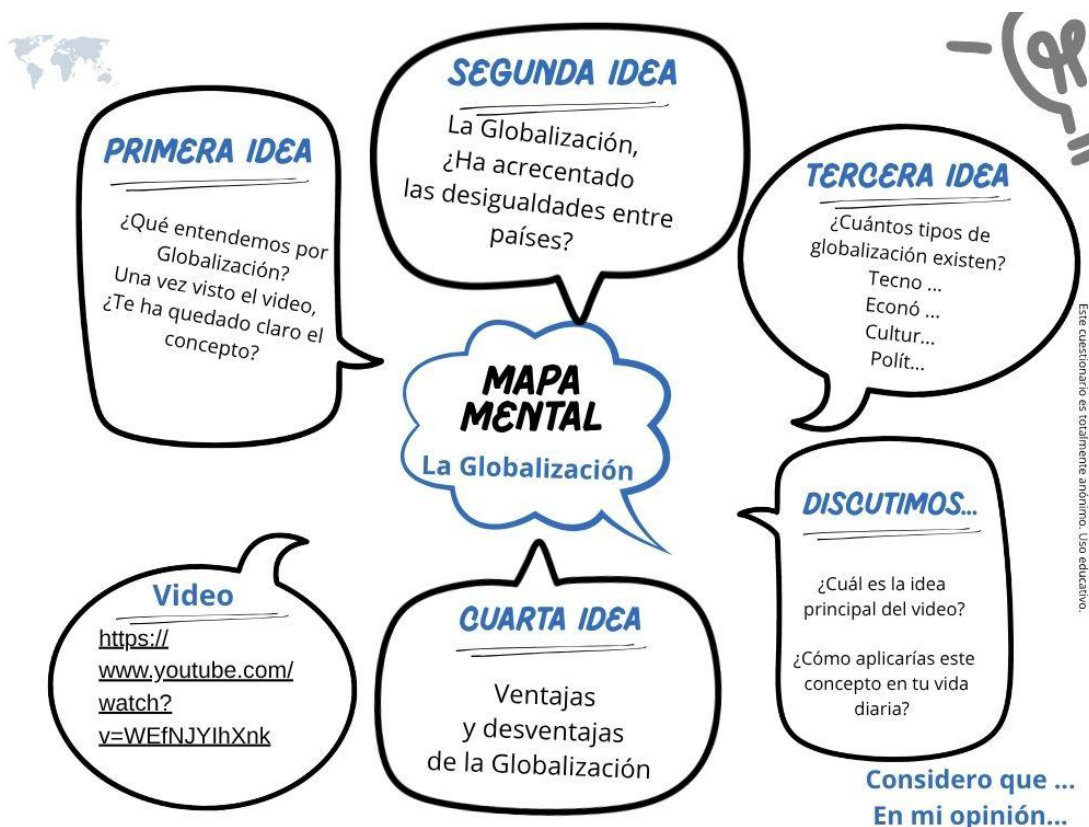 PRIMERA IDEA
¿Qué entendemos por
Globalización?
Una vez visto el video,
¿Te ha quedado claro el
concepto?
SEGUNDA IDEA
La Globalización,
¿Ha acrecentado
las desigualdades entre
países?
TERCERA IDEA
¿Cuántos tipos de
globalización existen?
Tecno ...
Econó ...
Cultur...
Polít...
MAPA
MENTAL
La Globalización
Video
https://
www.youtube.com/
watch?
v=WEfNJYIhXnk
CUARTA IDEA
Ventajas
y desventajas
de la Globalización
DISCUTIMOS...
¿Cuál es la idea
principal del video?
¿Cómo aplicarías este
concepto en tu vida
diaria?
Considero que ...
En mi opinión...
Este cuestionario es totalmente anónimo. Uso educativo.